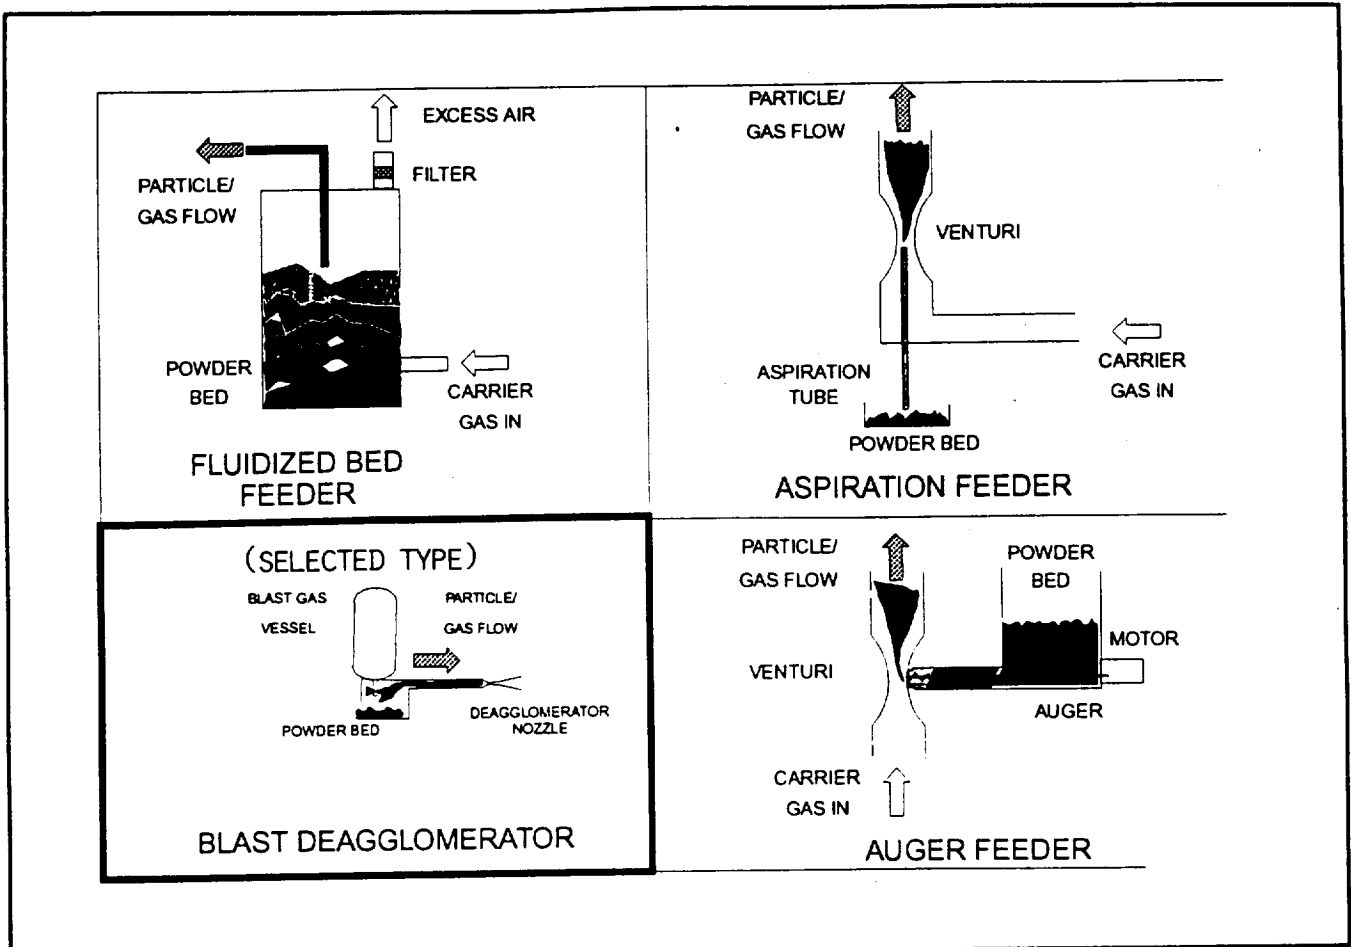 EXCESS AIR
FILTER
PARTICLE/
GAS FLOW
POWDER
BED
CARRIER
GAS IN
FLUIDIZED BED
FEEDER
PARTICLE/
GAS FLOW
VENTURI
CARRIER
GAS IN
ASPIRATION
TUBE
POWDER BED
ASPIRATION FEEDER
(SELECTED TYPE)
BLAST GAS
VESSEL
PARTICLE/
GAS FLOW
POWDER BED
DEAGGLOMERATOR
NOZZLE
BLAST DEAGGLOMERATOR
PARTICLE/
GAS FLOW
POWDER
BED
MOTOR
VENTURI
AUGER
CARRIER
GAS IN
AUGER FEEDER